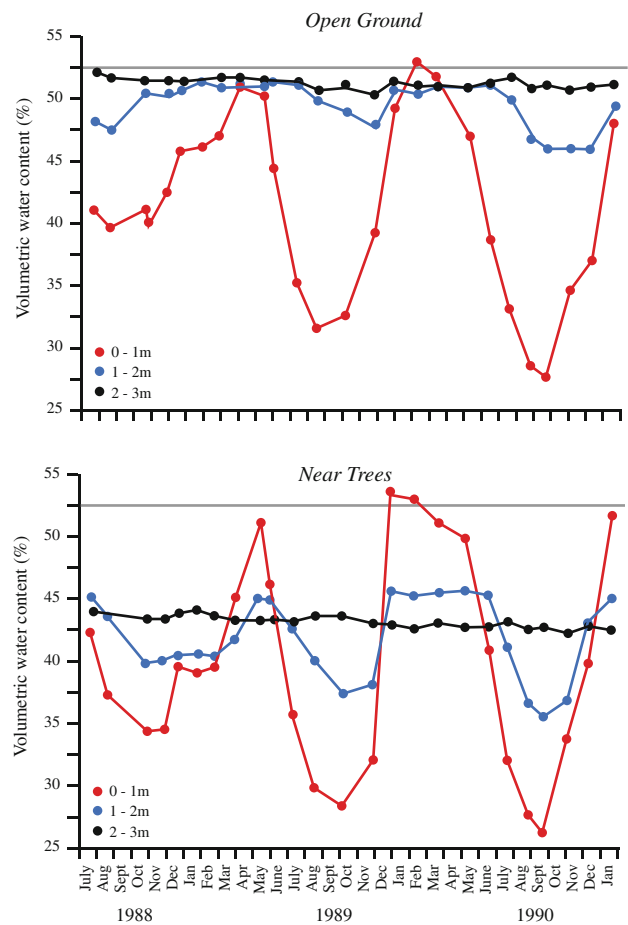 Open Ground
55
50
45
40
35
30
25
Volumetric water content (%)
0 - 1m
1 - 2m
2 - 3m
Near Trees
55
50
45
40
35
30
25
Volumetric water content (%)
0 - 1m
1 - 2m
2 - 3m
July Aug Sept Oct Nov Dec Jan Feb Mar Apr May June July Aug Sept Oct Nov Dec Jan Feb Mar Apr May June July Aug Sept Oct Nov Dec Jan
1988 1989 1990